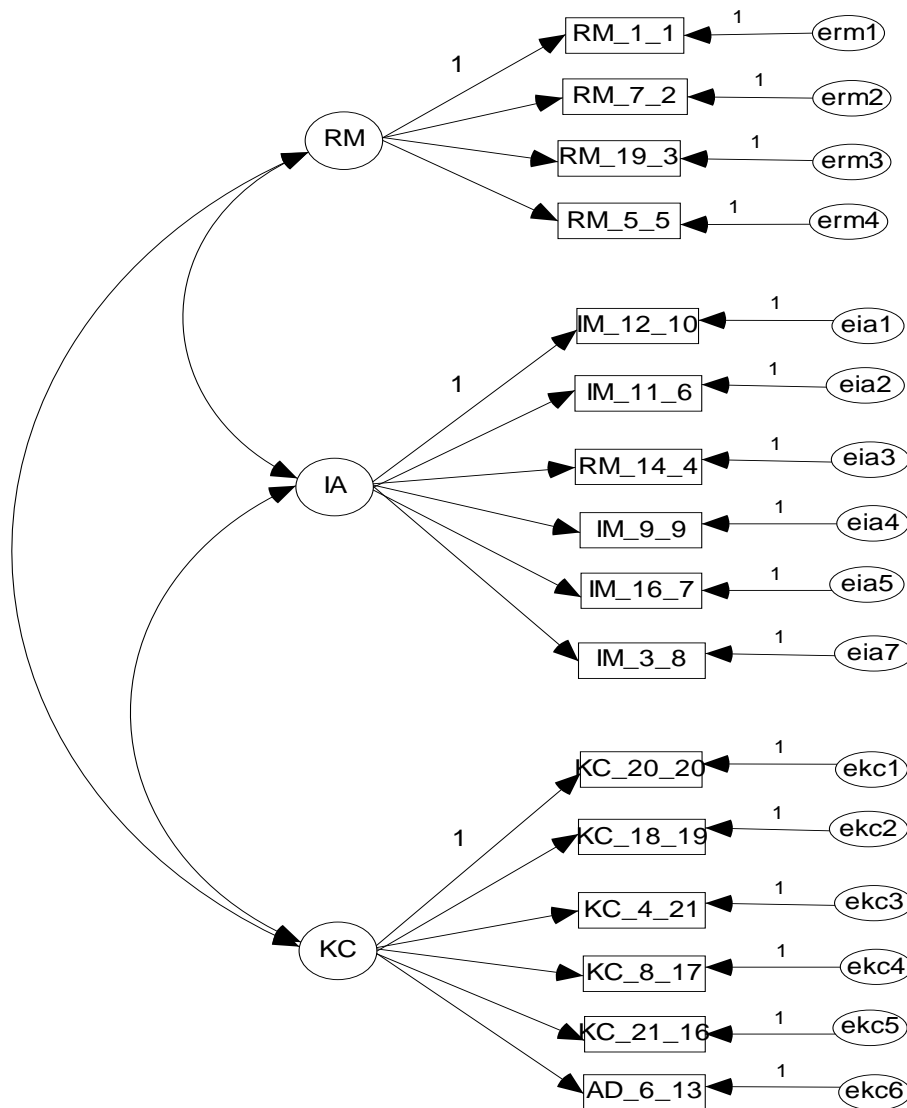 1
RM_1_1
1
erm1
RM_7_2
1
erm2
RM
RM_19_3
1
erm3
RM_5_5
1
erm4
1
IM_12_10
1
eia1
IM_11_6
1
eia2
IA
RM_14_4
1
eia3
IM_9_9
1
eia4
IM_16_7
1
eia5
IM_3_8
1
eia7
1
KC_20_20
1
ekc1
KC_18_19
1
ekc2
KC
KC_4_21
1
ekc3
KC_8_17
1
ekc4
KC_21_16
1
ekc5
AD_6_13
1
ekc6